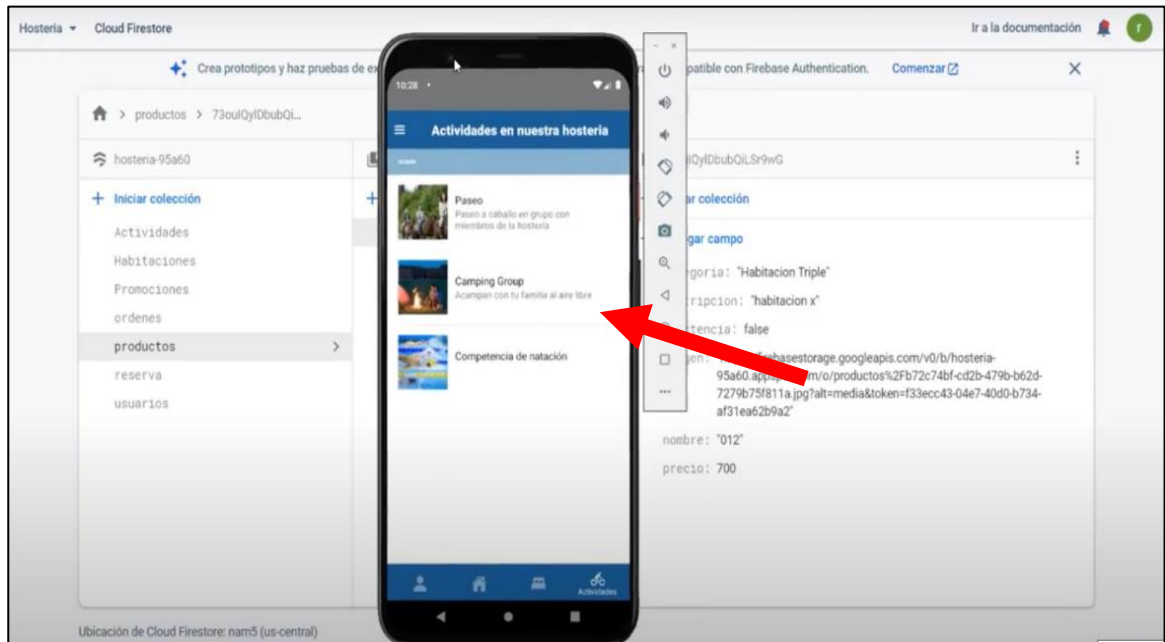 Hosteria
Cloud Firestore
Ir a la documentación
r
Crea prototipos y haz pruebas de ex
patible con Firebase Authentication.
Comenzar
productos
73oulQylDbubQi...
hosteria-95a60
IQylDbubQiLSr9wG
Iniciar colección
ar colección
Actividades
Habitaciones
Promociones
ordenes
productos
reserva
usuarios
gar campo
egoria: "Habitacion Triple"
cripcion: "habitacion x"
tencia: false
basestorage.googleapis.com/v0/b/hosteria-
95a60.apps m/o/productos%2Fb72c74bf-cd2b-479b-b62d-
7279b75f811a.jpg?alt=media&token=f33ecc43-04e7-40d0-b734-
af31ea62b9a2"
nombre: "012"
precio: 700
10:28
Actividades en nuestra hosteria
Paseo
Paseo a caballo en grupo con
miembros de la hosteria
Camping Group
Acampan con tu familia al aire libre
Competencia de natación
Actividades
Ubicación de Cloud Firestore: nam5 (us-central)